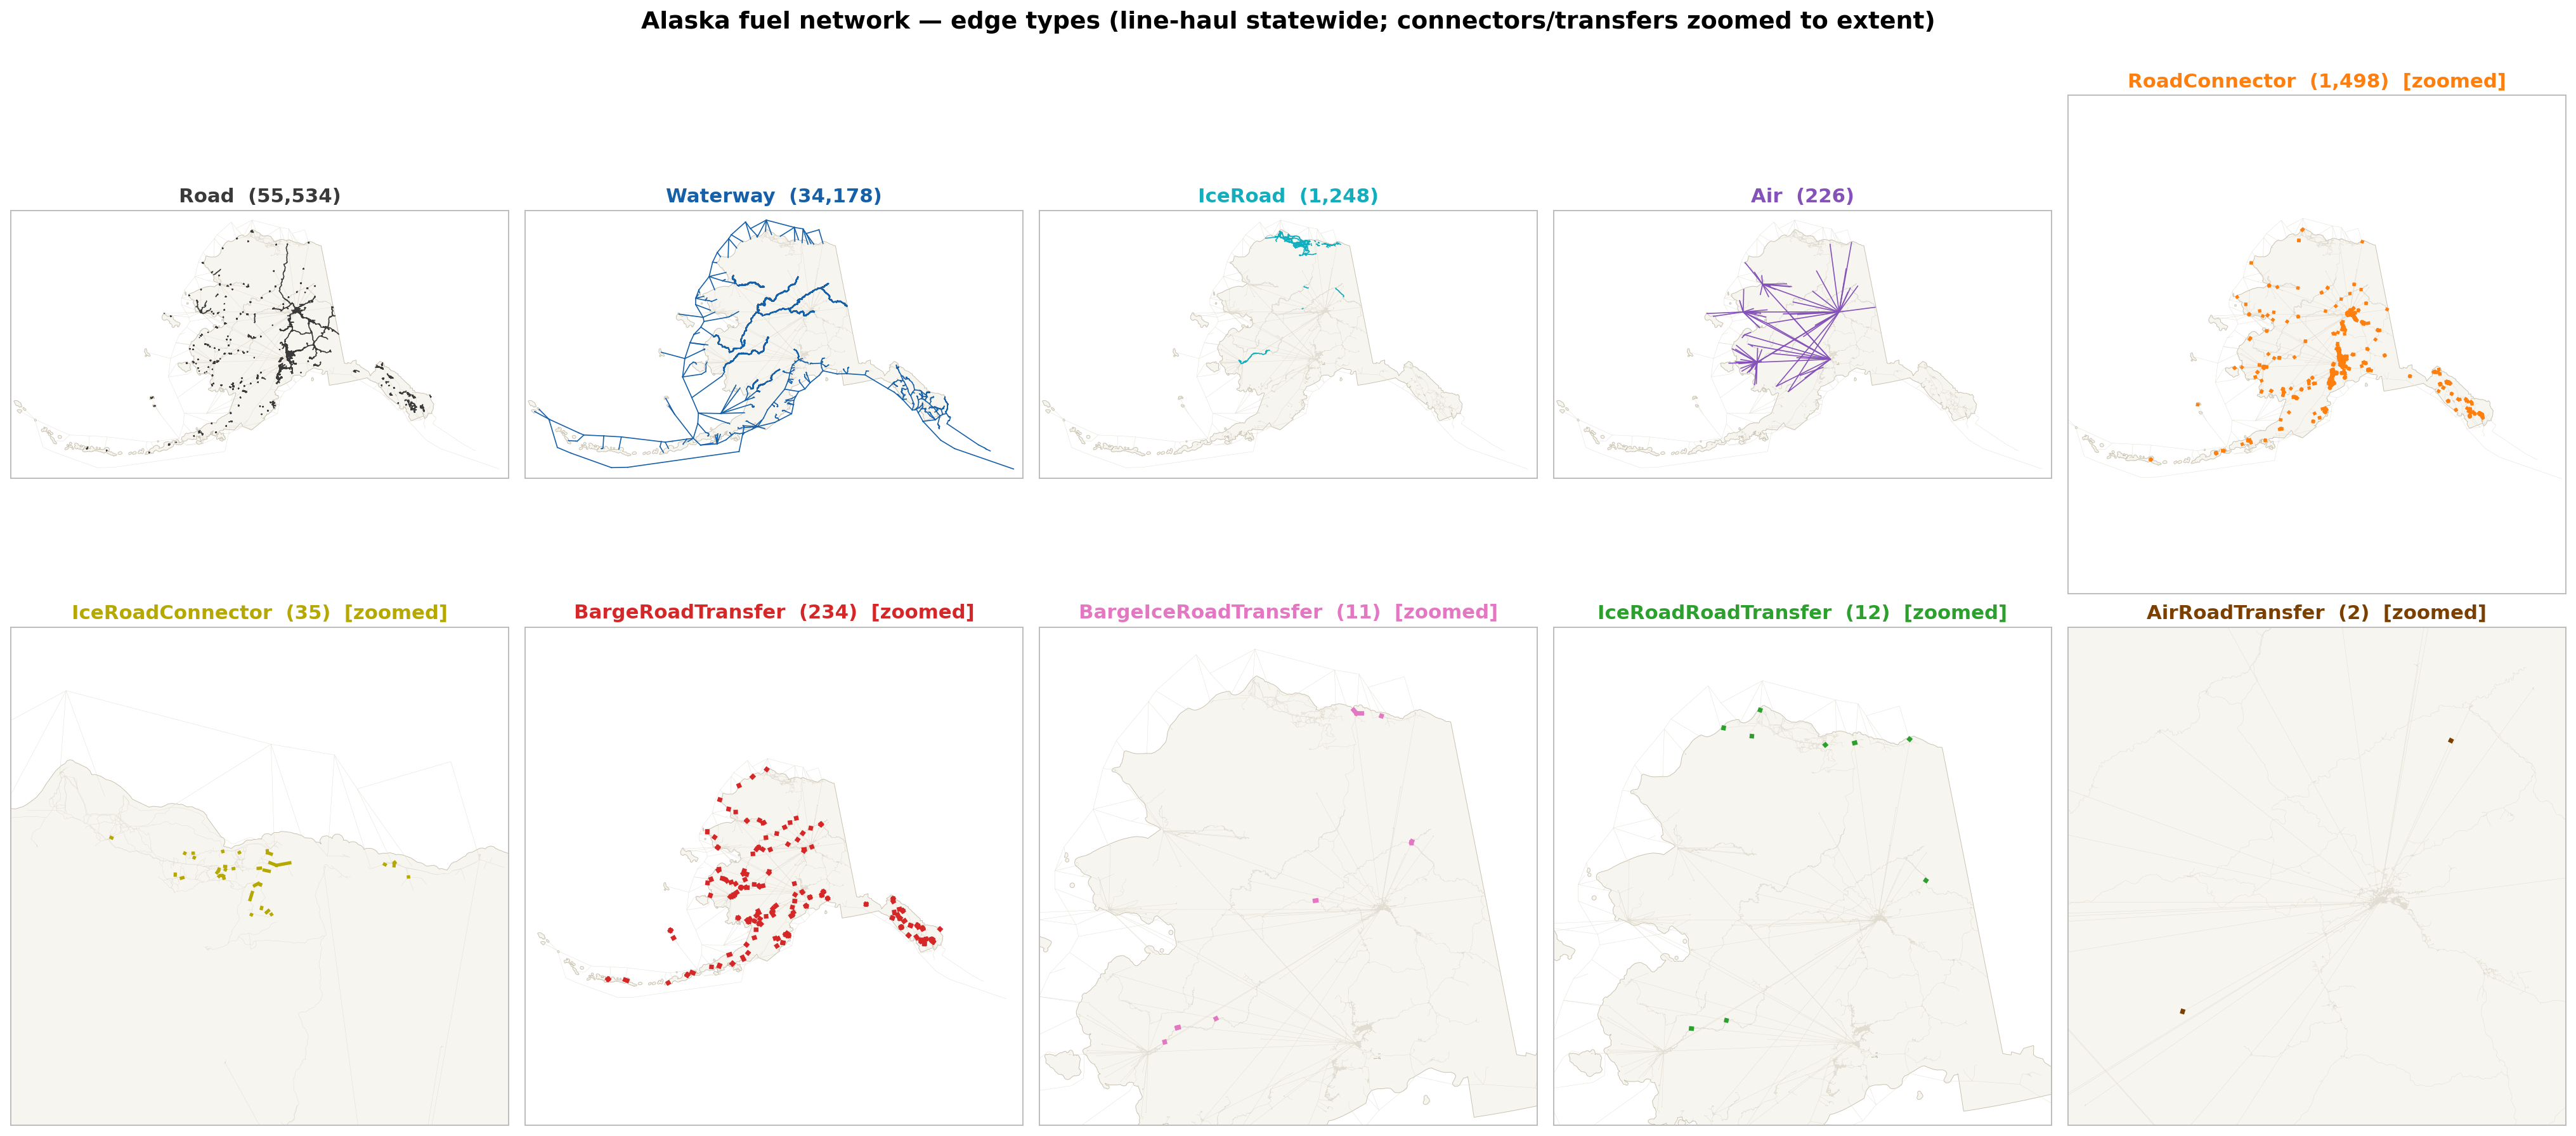 Alaska fuel network — edge types (line-haul statewide; connectors/transfers zoomed to extent)
Road (55,534)
Waterway (34,178)
IceRoad (1,248)
Air (226)
RoadConnector (1,498) [zoomed]
IceRoadConnector (35) [zoomed]
BargeRoadTransfer (234) [zoomed]
BargeIceRoadTransfer (11) [zoomed]
IceRoadRoadTransfer (12) [zoomed]
AirRoadTransfer (2) [zoomed]